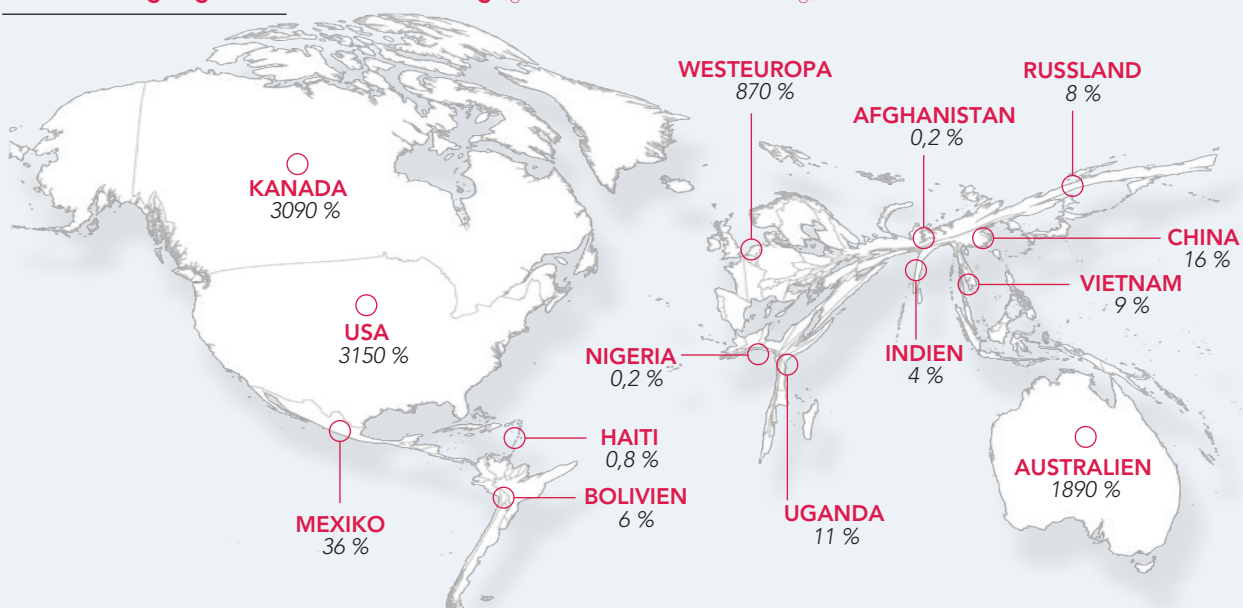 WESTEUROPA
870 %
RUSSLAND
8 %
AFGHANISTAN
0,2 %
KANADA
3090 %
CHINA
16 %
VIETNAM
9 %
USA
3150 %
NIGERIA
0,2 %
INDIEN
4 %
HAITI
0,8 %
AUSTRALIEN
1890 %
BOLIVIEN
6 %
UGANDA
11 %
MEXIKO
36 %